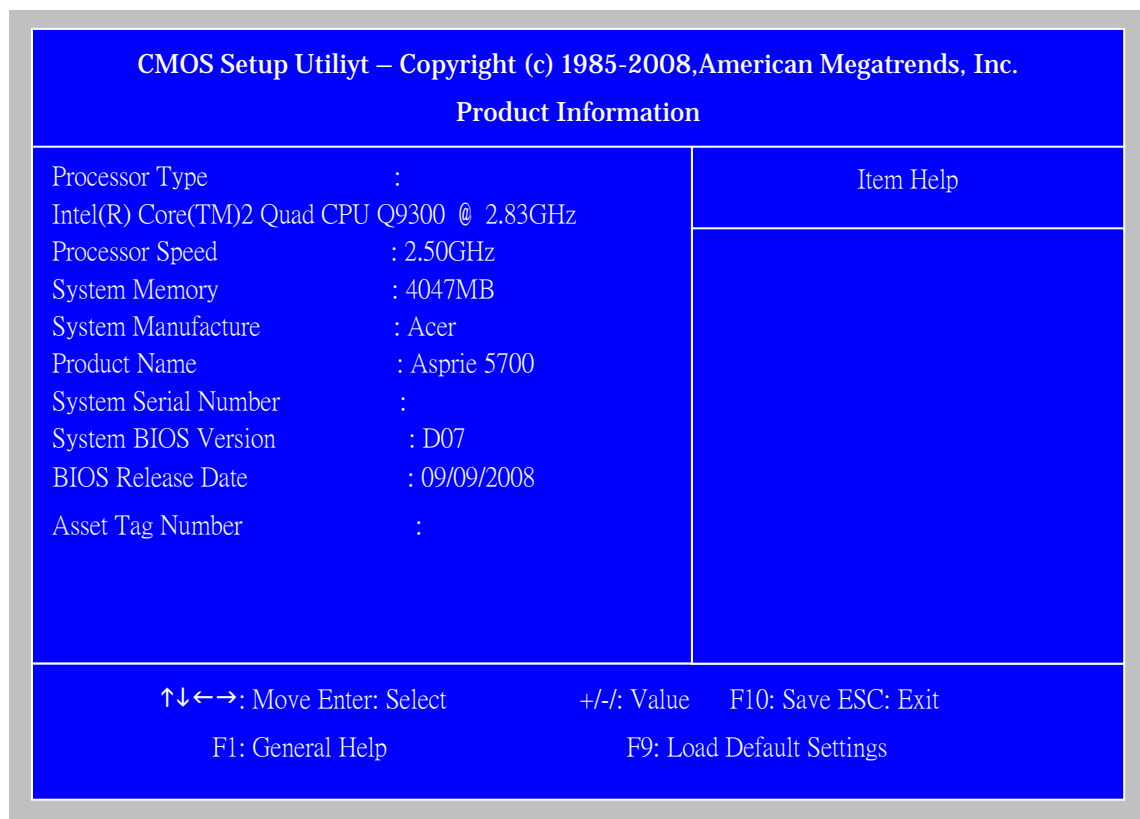 CMOS Setup Utiliyt – Copyright (c) 1985-2008,American Megatrends, Inc.
Product Information
Processor Type :
Intel(R) Core(TM)2 Quad CPU Q9300 @ 2.83GHz
Processor Speed : 2.50GHz
System Memory : 4047MB
System Manufacture : Acer
Product Name : Asprie 5700
System Serial Number :
System BIOS Version : D07
BIOS Release Date : 09/09/2008
Asset Tag Number :
Item Help
↑↓←→: Move Enter: Select +/-/: Value F10: Save ESC: Exit
F1: General Help F9: Load Default Settings